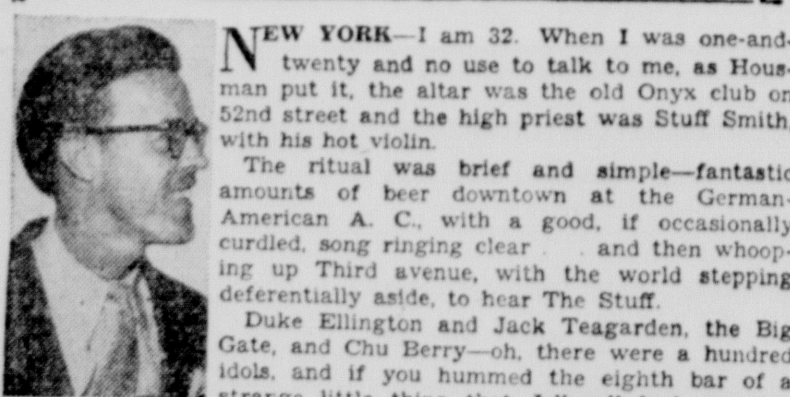 NEW YORK—I am 32. When I was one-and-
twenty and no use to talk to me, as Hous-
man put it, the altar was the old Onyx club on
52nd street and the high priest was Stuff Smith,
with his hot violin.
The ritual was brief and simple—fantastic
amounts of beer downtown at the German-
American A. C., with a good, if occasionally
curdled, song ringing clear . . and then whoop-
ing up Third avenue, with the world stepping
deferentially aside, to hear The Stuff.
Duke Ellington and Jack Teagarden, the Big
Gate, and Chu Berry—oh, there were a hundred
idols, and if you hummed the eighth bar of a
strange little thing that